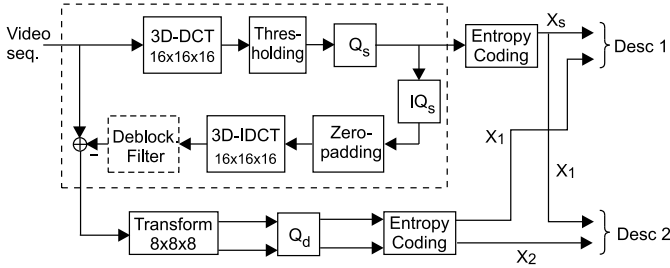 Video
seq.
3D-DCT
16x16x16
Thres-
holding
Qs
Entropy
Coding
Xs
Desc 1
IQs
Deblock.
Filter
3D-IDCT
16x16x16
Zero-
padding
–
X1
X1
Transform
8x8x8
Qd
Entropy
Coding
X2
Desc 2